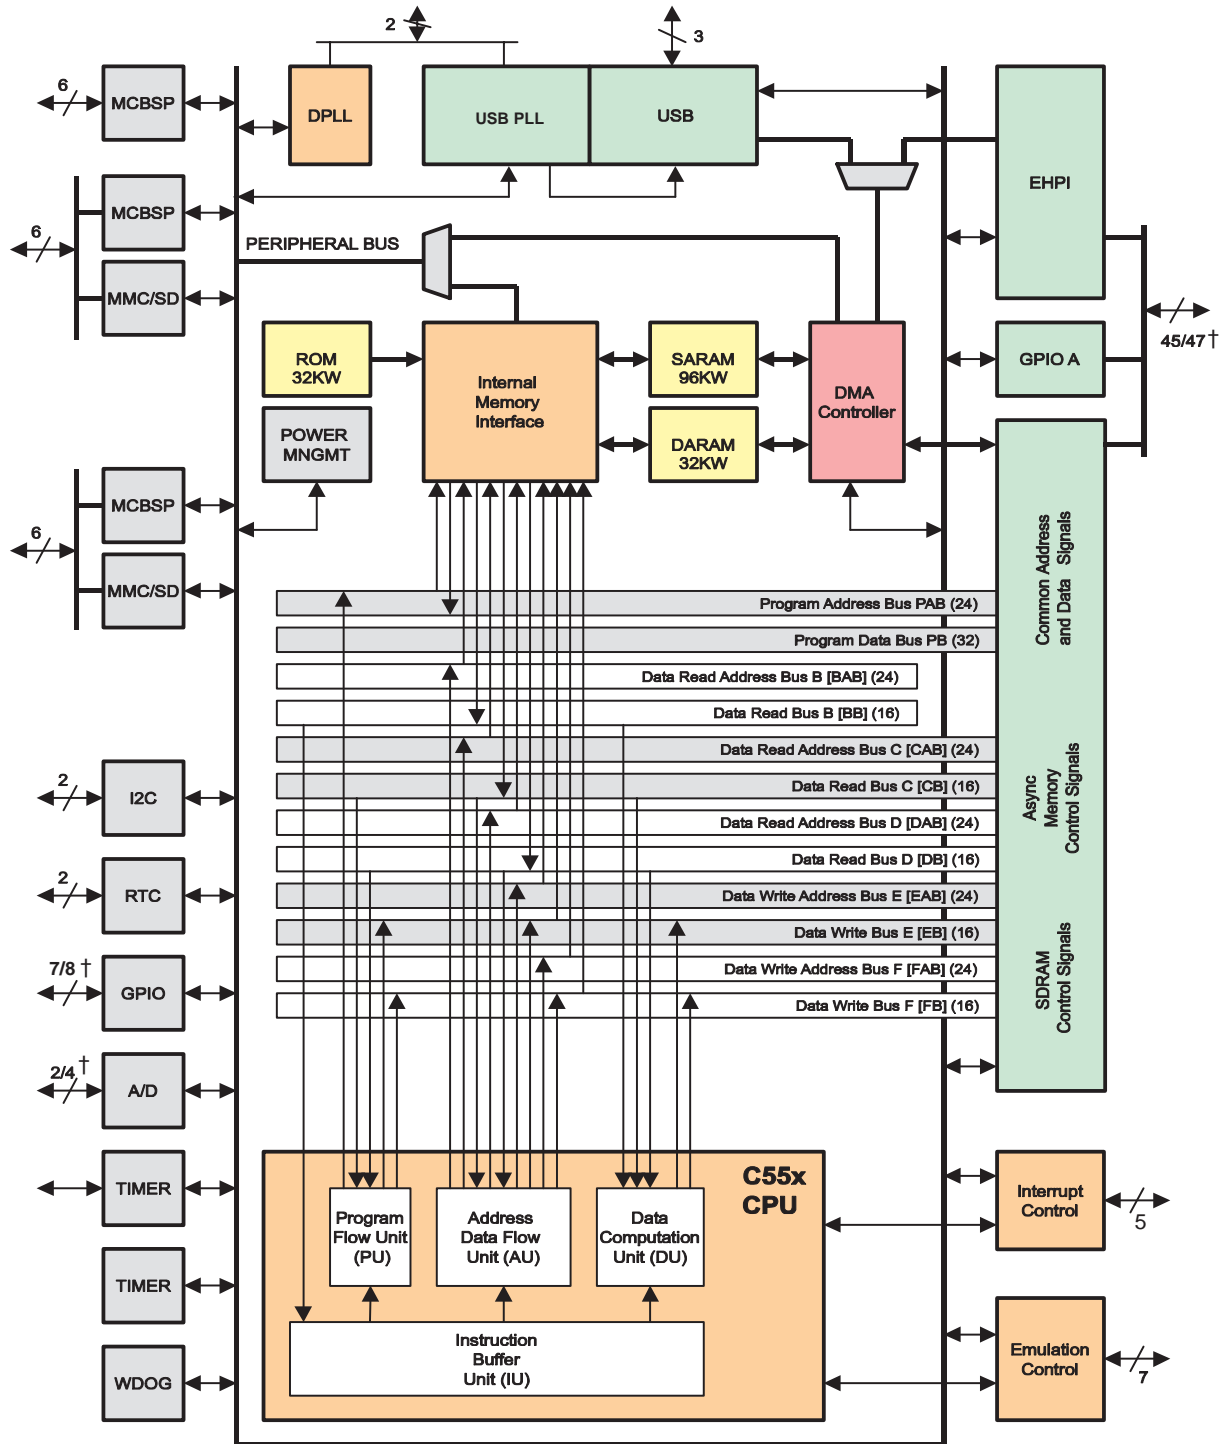 2
3
6
MCBSP
DPLL
USB PLL
USB
EHPI
6
MCBSP
MMC/SD
PERIPHERAL BUS
45/47†
ROM
32KW
Internal
Memory
Interface
SARAM
96KW
DMA
Controller
GPIO A
POWER
MNGMT
DARAM
32KW
6
MCBSP
MMC/SD
Common Address
and Data Signals
Async
Memory
Control Signals
SDRAM
Control Signals
Program Address Bus PAB (24)
Program Data Bus PB (32)
Data Read Address Bus B [BAB] (24)
Data Read Bus B [BB] (16)
Data Read Address Bus C [CAB] (24)
Data Read Bus C [CB] (16)
Data Read Address Bus D [DAB] (24)
Data Read Bus D [DB] (16)
Data Write Address Bus E [EAB] (24)
Data Write Bus E [EB] (16)
Data Write Address Bus F [FAB] (24)
Data Write Bus F [FB] (16)
2
I2C
2
RTC
7/8 †
GPIO
2/4 †
A/D
TIMER
TIMER
WDOG
C55x
CPU
Program
Flow Unit
(PU)
Address
Data Flow
Unit (AU)
Data
Computation
Unit (DU)
Instruction
Buffer
Unit (IU)
Interrupt
Control
5
Emulation
Control
7